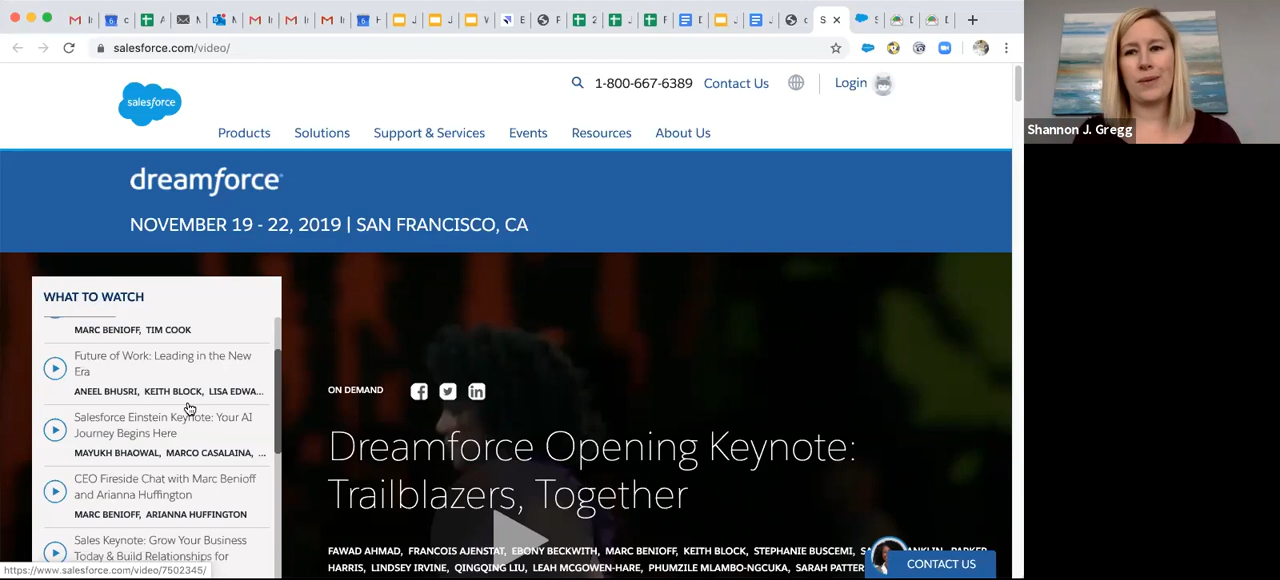 salesforce.com/video/
salesforce
1-800-667-6389
Contact Us
Login
Products
Solutions
Support & Services
Events
Resources
About Us
dreamforce
NOVEMBER 19 - 22, 2019 | SAN FRANCISCO, CA
WHAT TO WATCH
MARC BENIOFF, TIM COOK
Future of Work: Leading in the New
Era
ANEEL BHUSRI, KEITH BLOCK, LISA EDWA...
Salesforce Einstein Keynote: Your AI
Journey Begins Here
MAYUKH BHAOWAL, MARCO CASALAINA, ...
CEO Fireside Chat with Marc Benioff
and Arianna Huffington
MARC BENIOFF, ARIANNA HUFFINGTON
Sales Keynote: Grow Your Business
Today & Build Relationships for
https://www.salesforce.com/video/7502345/
ON DEMAND
Dreamforce Opening Keynote:
Trailblazers, Together
FAWAD AHMAD, FRANCOIS AJENSTAT, EBONY BECKWITH, MARC BENIOFF, KEITH BLOCK, STEPHANIE BUSCEMI,
HARRIS, LINDSEY IRVINE, QINGQING LIU, LEAH MCGOWEN-HARE, PHUMZILE MLAMBO-NGCUKA, SARAH PATTER
CONTACT US
Shannon J. Gregg